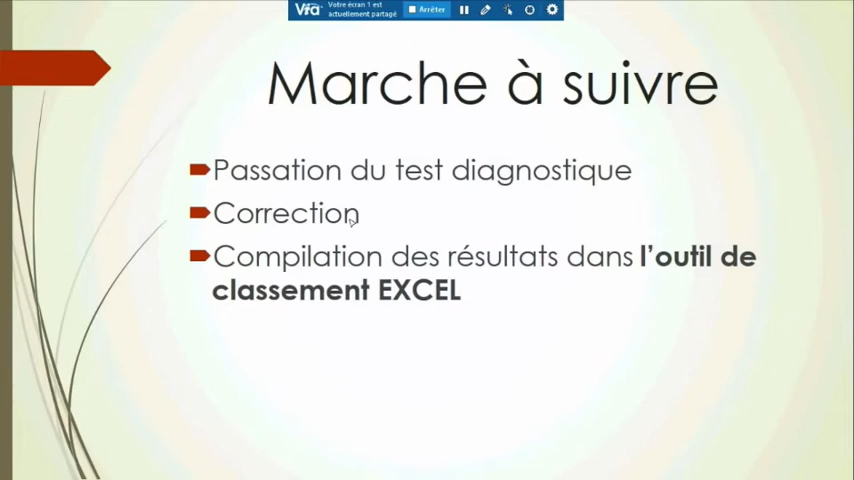 Vía
Votre écran 1 est
actuellement partagé
Arrêter
Marche à suivre
Passation du test diagnostique
Correction
Compilation des résultats dans l’outil de
classement EXCEL